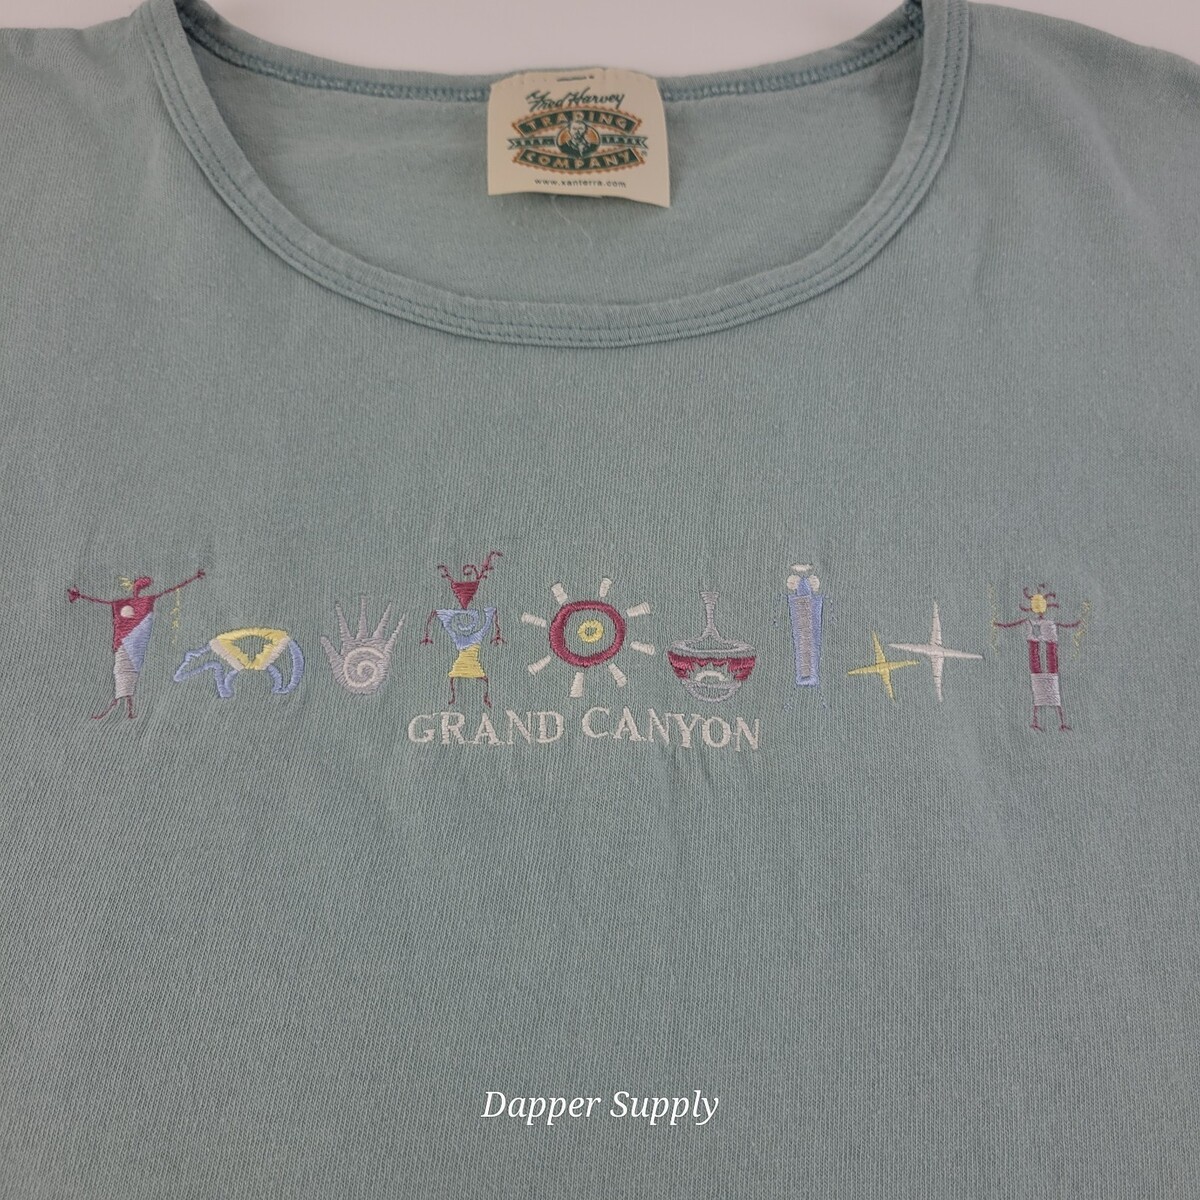 Fred Harvey
TRADING
COMPANY
www.xanterra.com
GRAND CANYON
Dapper Supply